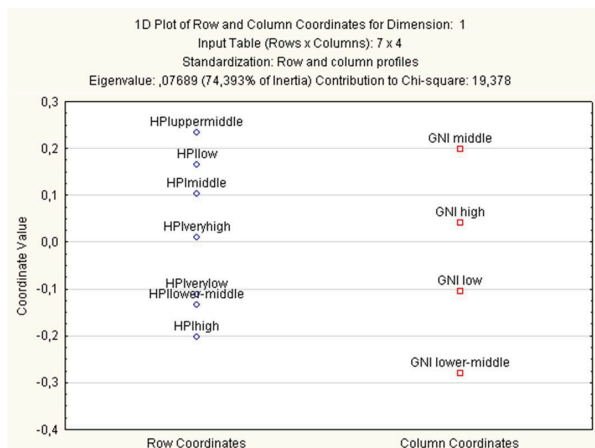 1D Plot of Row and Column Coordinates for Dimension: 1
Input Table (Rows x Columns): 7 x 4
Standardization: Row and column profiles
Eigenvalue: ,07689 (74,393% of Inertia) Contribution to Chi-square: 19,378
0,3
HPIuppermiddle
GNI middle
0,2
HPIlow
HPImiddle
0,1
GNI high
HPIveryhigh
0,0
Coordinate Value
HPIverylow
GNI low
-0,1
HPIlower-middle
HPIhigh
-0,2
GNI lower-middle
-0,3
-0,4
Row Coordinates
Column Coordinates